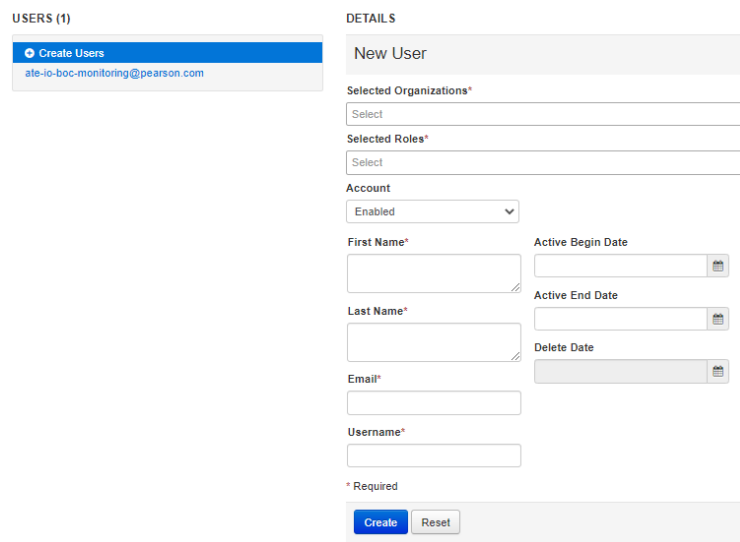 USERS (1)
Create Users
ate-io-boc-monitoring@pearson.com
DETAILS
New User
Selected Organizations*
Select
Selected Roles*
Select
Account
Enabled
First Name*
Last Name*
Email*
Username*
Active Begin Date
Active End Date
Delete Date
* Required
Create Reset